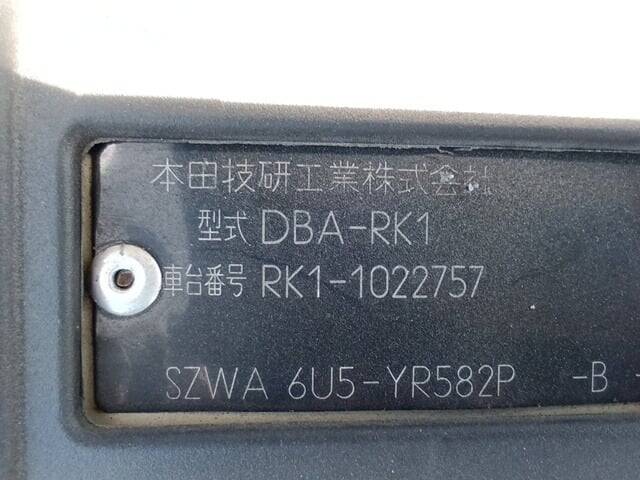 本田技研工業株式会社
型式 DBA-RK1
車台番号 RK1-1022757
SZWA 6U5-YR582P -B -